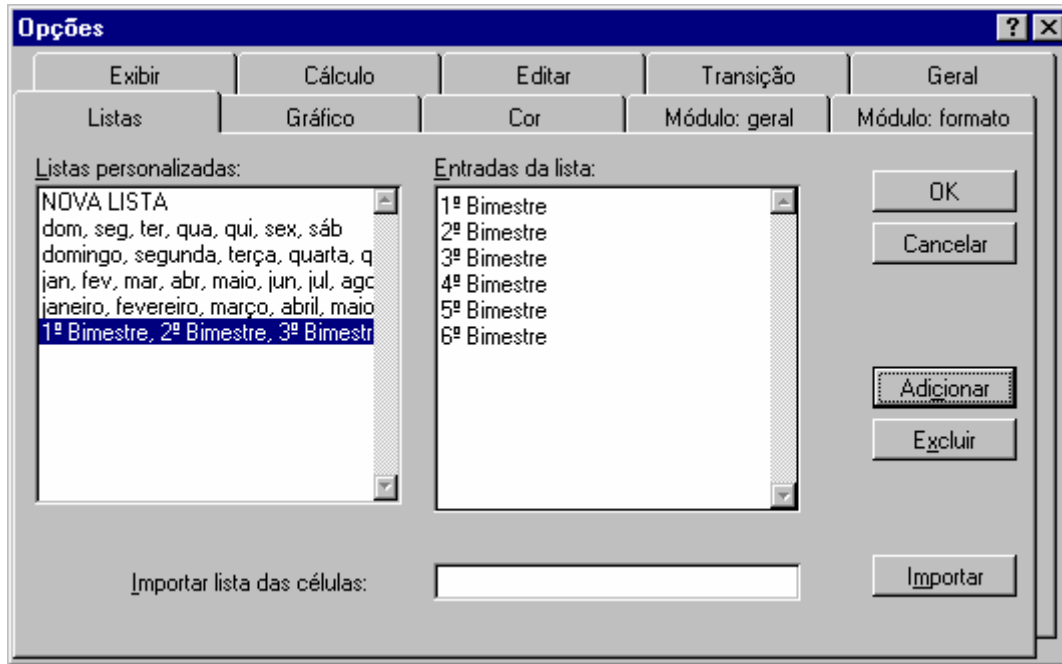 Opções
Exibir Cálculo Editar Transição Geral
Listas Gráfico Cor Módulo: geral Módulo: formato
Listas personalizadas:
NOVA LISTA
dom, seg, ter, qua, qui, sex, sáb
domingo, segunda, terça, quarta, q
jan, fev, mar, abr, maio, jun, jul, ago
janeiro, fevereiro, março, abril, maio
1º Bimestre, 2º Bimestre, 3º Bimestr
Entradas da lista:
1º Bimestre
2º Bimestre
3º Bimestre
4º Bimestre
5º Bimestre
6º Bimestre
OK
Cancelar
Adicionar
Excluir
Importar lista das células:
Importar